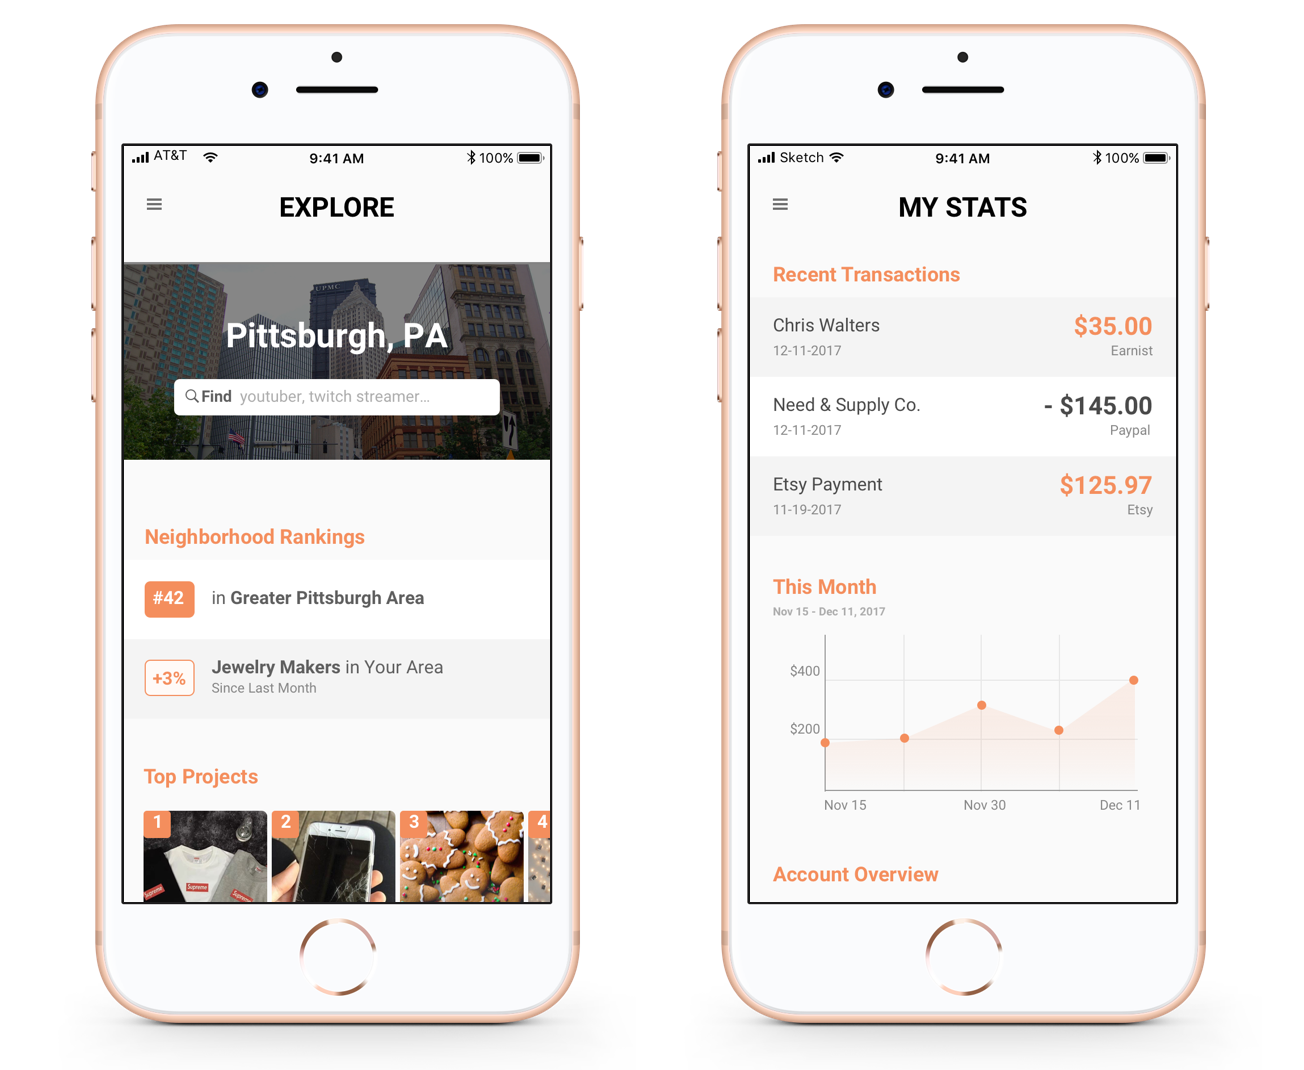 AT&T
9:41 AM
100%
EXPLORE
UPMC
Pittsburgh, PA
Find youtuber, twitch streamer...
Neighborhood Rankings
#42 in Greater Pittsburgh Area
+3% Jewelry Makers in Your Area
Since Last Month
Top Projects
1
2
3
4
Supreme
Supreme
Supreme
Sketch
9:41 AM
100%
MY STATS
Recent Transactions
Chris Walters $35.00
12-11-2017 Earnist
Need & Supply Co. - $145.00
12-11-2017 Paypal
Etsy Payment $125.97
11-19-2017 Etsy
This Month
Nov 15 - Dec 11, 2017
$400
$200
Nov 15 Nov 30 Dec 11
Account Overview